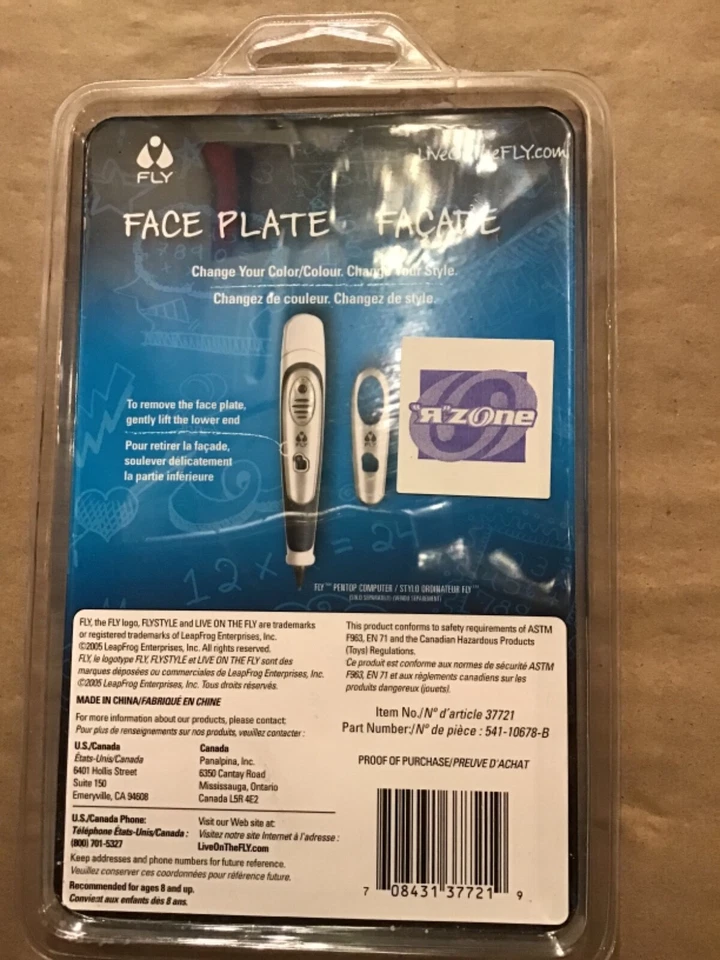 FLY
LiveOnTheFLY.com
FACE PLATE FAÇADE
Change Your Color/Colour. Change Your Style.
Changez de couleur. Changez de style.
To remove the face plate,
gently lift the lower end
Pour retirer la façade,
soulever délicatement
la partie inférieure
FLY
FLY
"Я"zone
12 x = 24
FLY™ PENTOP COMPUTER / STYLO ORDINATEUR FLY™
(SOLD SEPARATELY) (VENDU SÉPARÉMENT)
FLY, the FLY logo, FLYSTYLE and LIVE ON THE FLY are trademarks
or registered trademarks of LeapFrog Enterprises, Inc.
©2005 LeapFrog Enterprises, Inc. All rights reserved.
FLY, le logotype FLY, FLYSTYLE et LIVE ON THE FLY sont des
marques déposées ou commerciales de LeapFrog Enterprises, Inc.
©2005 LeapFrog Enterprises, Inc. Tous droits réservés.
MADE IN CHINA/FABRIQUÉ EN CHINE
For more information about our products, please contact:
Pour plus de renseignements sur nos produits, veuillez contacter :
U.S./Canada
États-Unis/Canada
6401 Hollis Street
Suite 150
Emeryville, CA 94608
Canada
Panalpina, Inc.
6350 Cantay Road
Mississauga, Ontario
Canada L5R 4E2
U.S./Canada Phone:
Téléphone États-Unis/Canada :
(800) 701-5327
Visit our Web site at:
Visitez notre site Internet à l'adresse :
LiveOnTheFLY.com
Keep addresses and phone numbers for future reference.
Veuillez conserver ces coordonnées pour référence future.
Recommended for ages 8 and up.
Convient aux enfants dès 8 ans.
This product conforms to safety requirements of ASTM
F963, EN 71 and the Canadian Hazardous Products
(Toys) Regulations.
Ce produit est conforme aux normes de sécurité ASTM
F963, EN 71 et aux règlements canadiens sur les
produits dangereux (jouets).
Item No./N° d'article 37721
Part Number:/N° de pièce : 541-10678-B
PROOF OF PURCHASE/PREUVE D'ACHAT
7 08431 37721 9